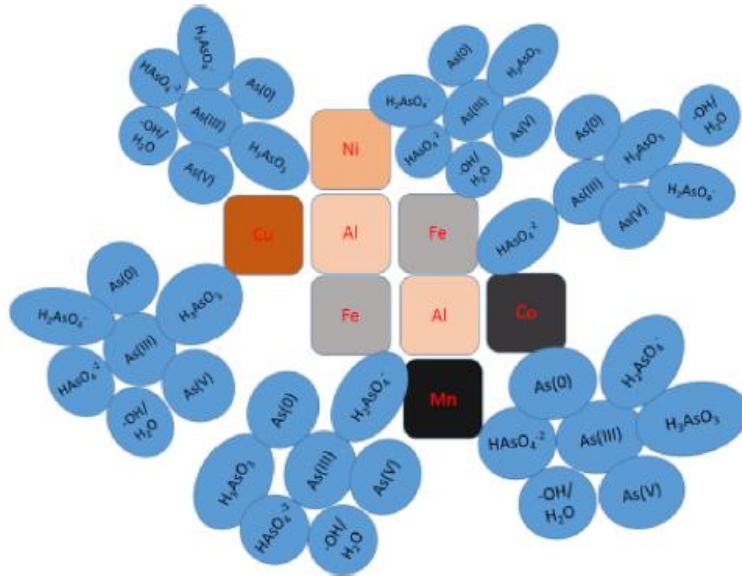 H₂AsO₄⁻
HAsO₄⁻²
As(0)
As(III)
-OH/
H₂O
H₃AsO₃
As(V)
As(0)
H₃AsO₃
H₂AsO₄⁻
As(III)
As(V)
HAsO₄⁻²
-OH/
H₂O
-OH/
H₂O
As(0)
H₃AsO₃
As(III)
H₂AsO₄⁻
As(V)
HAsO₄⁻²
Ni
Cu
Al
Fe
Fe
Al
Co
Mn
As(0)
H₂AsO₄⁻
H₃AsO₃
As(III)
HAsO₄⁻²
As(V)
-OH/
H₂O
As(0)
H₂AsO₄⁻
H₃AsO₃
As(III)
As(V)
HAsO₄⁻²
-OH/
H₂O
As(0)
H₂AsO₄⁻
HAsO₄⁻²
As(III)
H₃AsO₃
-OH/
H₂O
As(V)